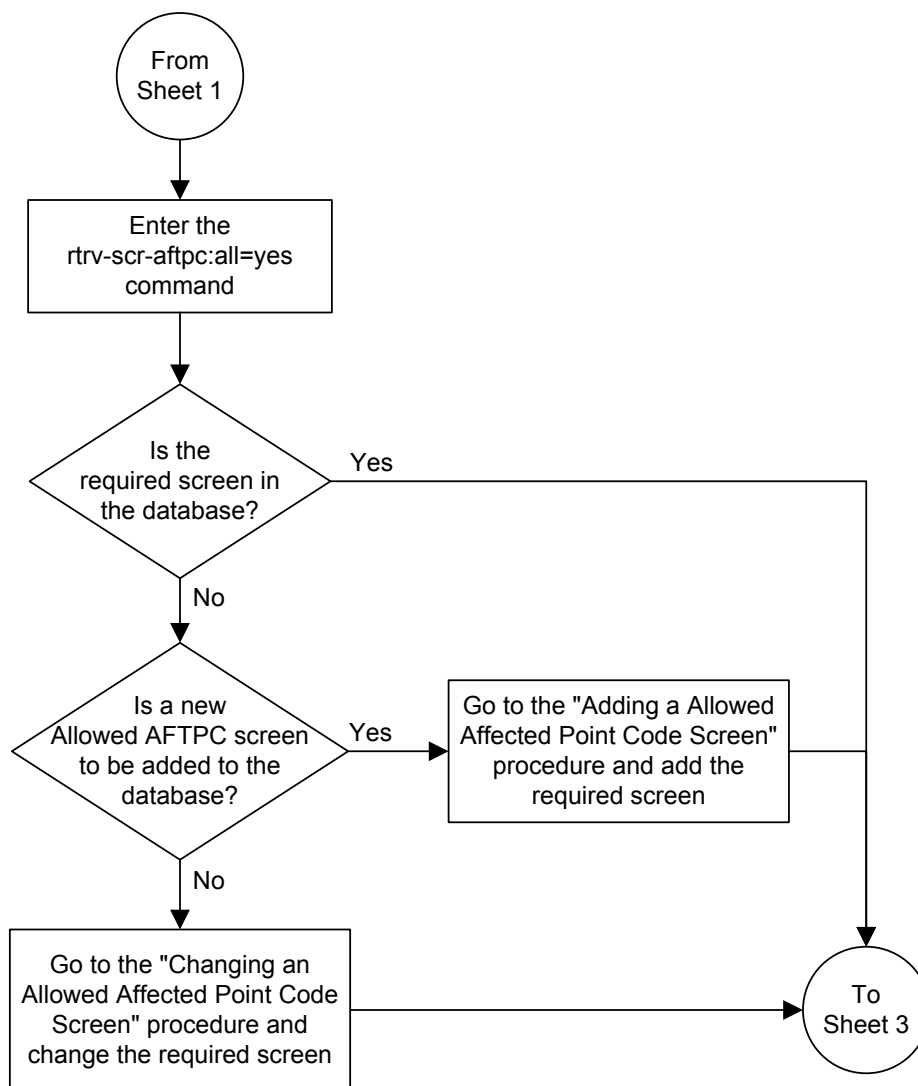 From
Sheet 1
Enter the
rtrv-scr-aftpc:all=yes
command
Is the
required screen in
the database?
Yes
No
Is a new
Allowed AFTPC screen
to be added to the
database?
Yes
Go to the "Adding a Allowed
Affected Point Code Screen"
procedure and add the
required screen
No
Go to the "Changing an
Allowed Affected Point Code
Screen" procedure and
change the required screen
To
Sheet 3